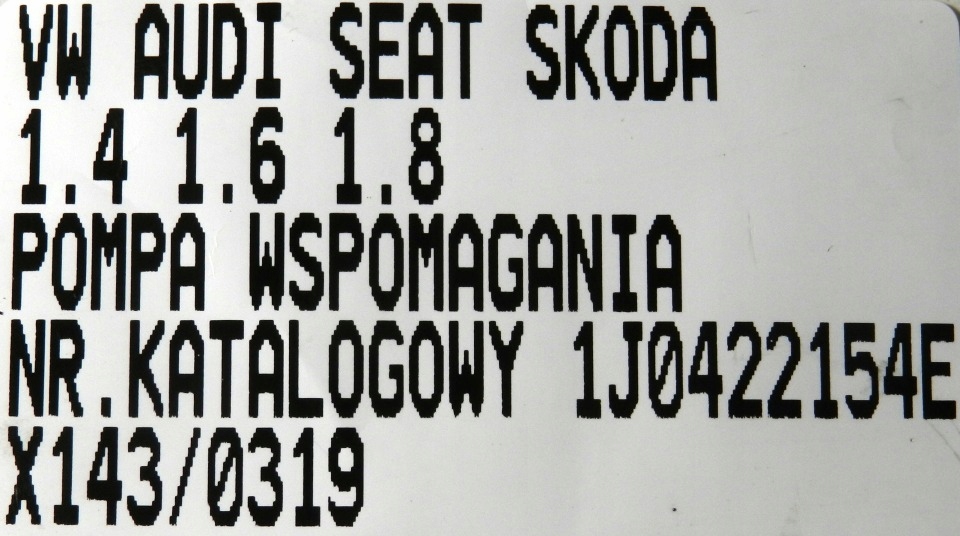 VW AUDI SEAT SKODA
1.4 1.6 1.8
POMPA WSPOMAGANIA
NR.KATALOGOWY 1J0422154E
X143/0319